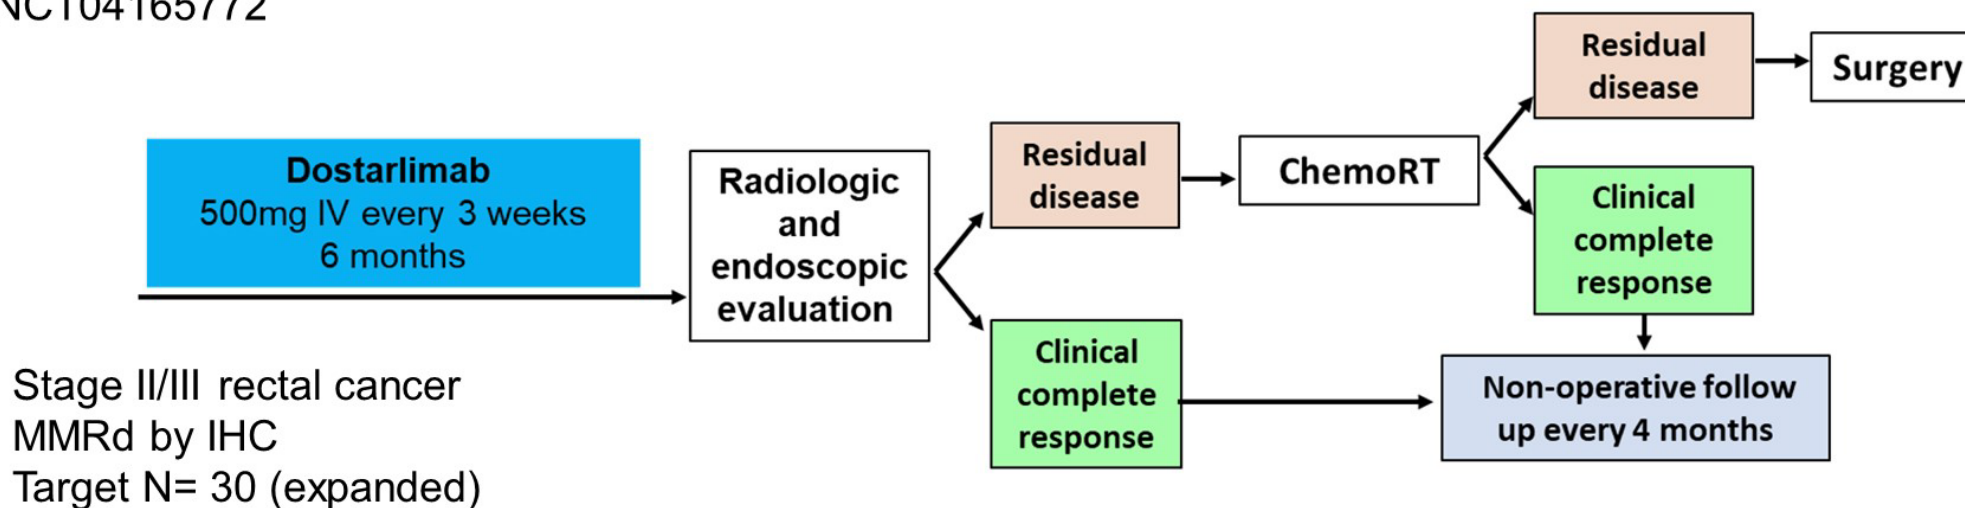 NCT04165772
Dostarlimab
500mg IV every 3 weeks
6 months
Radiologic
and
endoscopic
evaluation
Residual
disease
ChemoRT
Residual
disease
Surgery
Clinical
complete
response
Clinical
complete
response
Non-operative follow
up every 4 months
Stage II/III rectal cancer
MMRd by IHC
Target N= 30 (expanded)